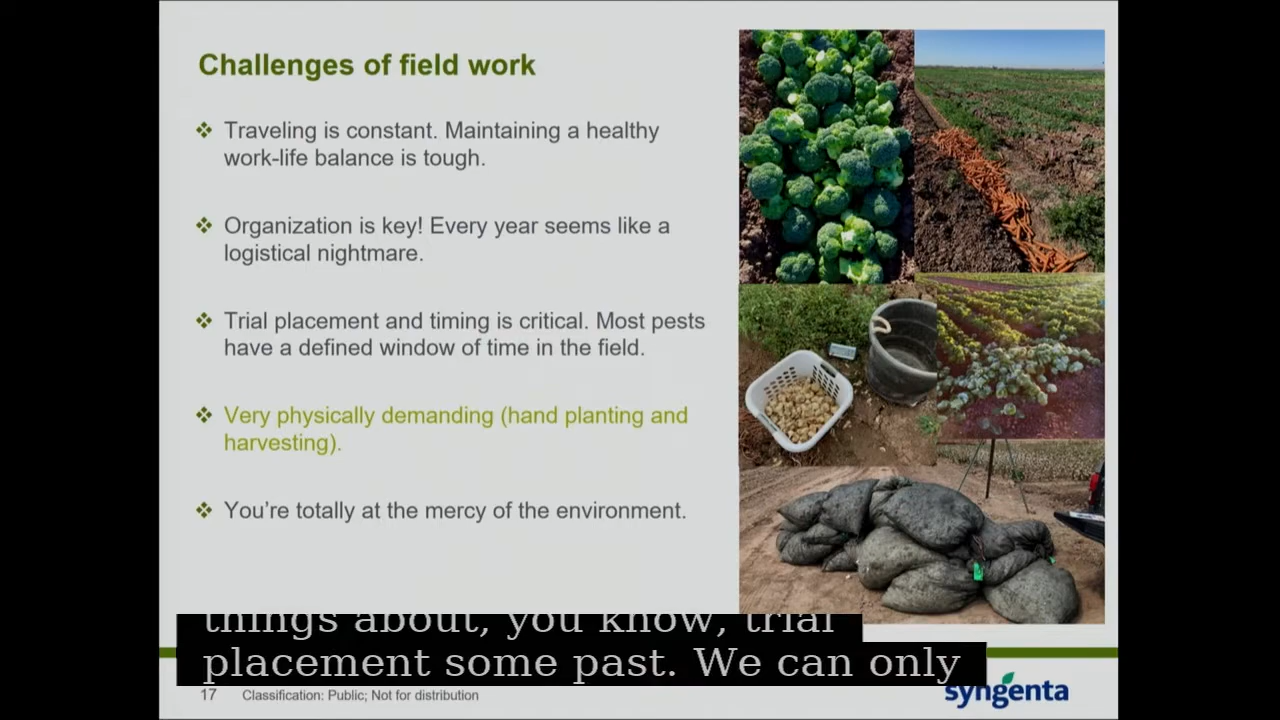 Challenges of field work
❖ Traveling is constant. Maintaining a healthy
work-life balance is tough.
❖ Organization is key! Every year seems like a
logistical nightmare.
❖ Trial placement and timing is critical. Most pests
have a defined window of time in the field.
❖ Very physically demanding (hand planting and
harvesting).
❖ You're totally at the mercy of the environment.
things about, you know, trial
placement some past. We can only
17 Classification: Public; Not for distribution
syngenta